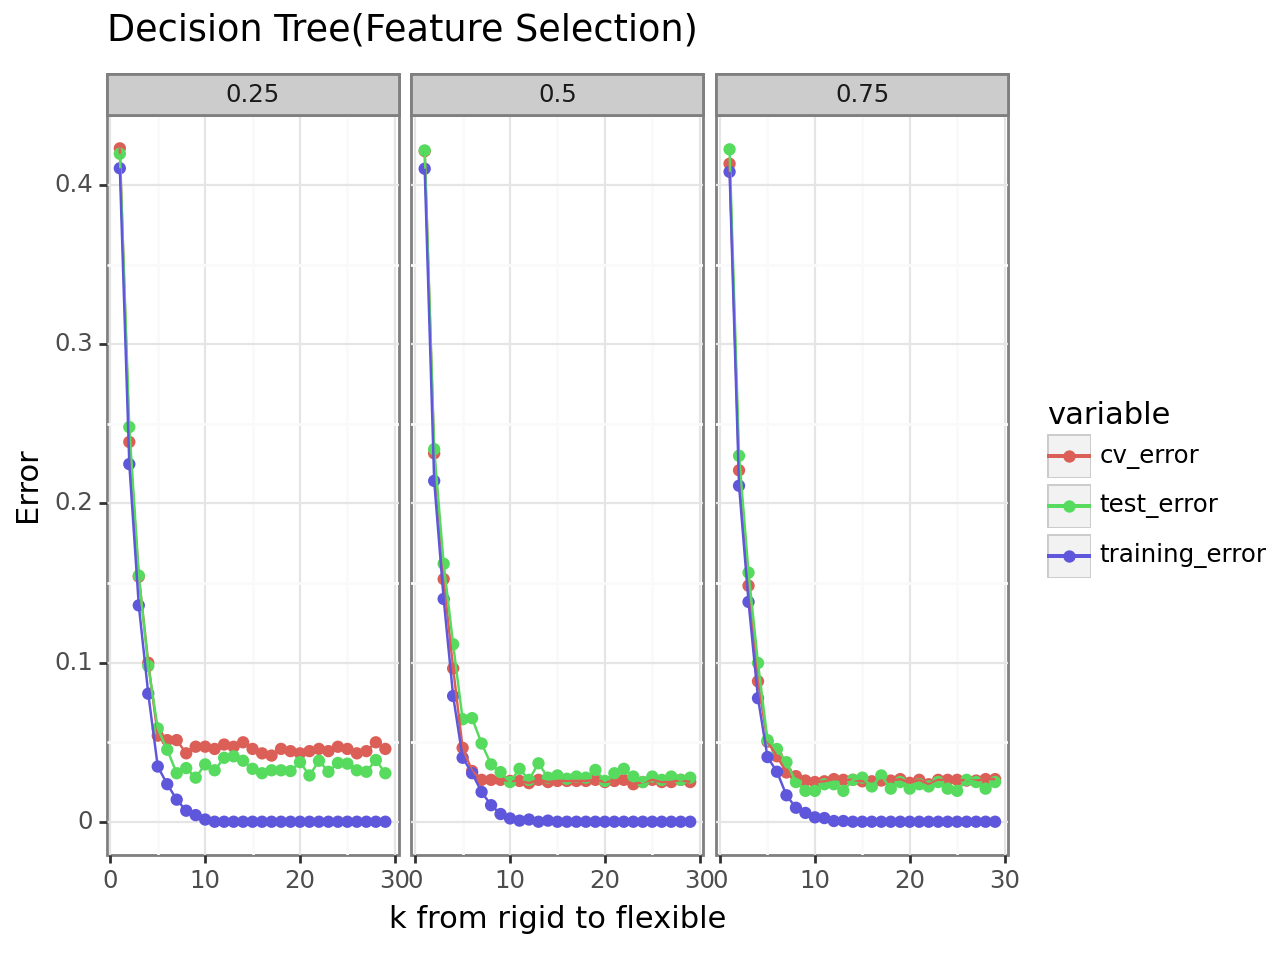 Decision Tree(Feature Selection)
0.25 0.5 0.75
0.4
0.3
0.2
0.1
0
Error
0 10 20 30 0 10 20 30 0 10 20 30
k from rigid to flexible
variable
cv_error
test_error
training_error